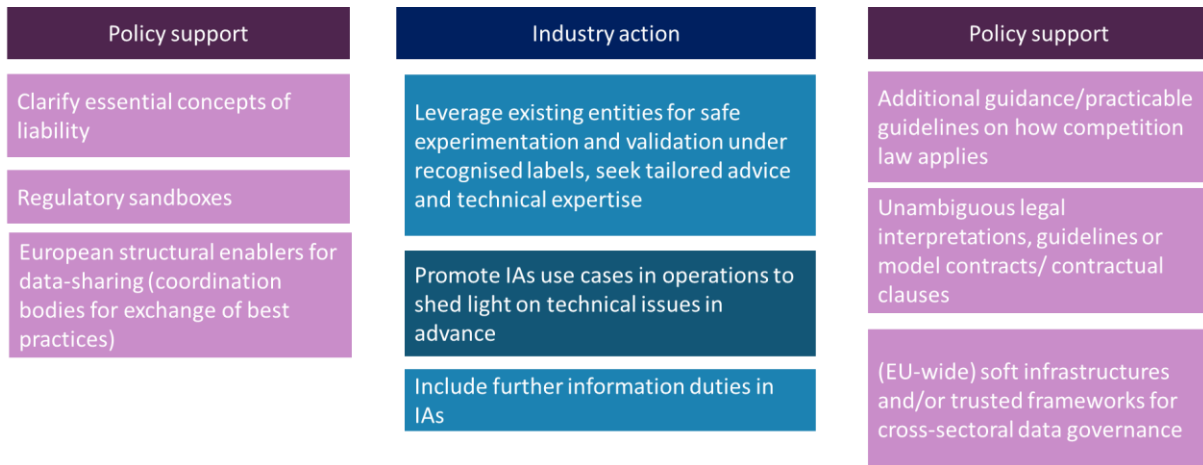 Policy support
Clarify essential concepts of
liability
Regulatory sandboxes
European structural enablers for
data-sharing (coordination
bodies for exchange of best
practices)
Industry action
Leverage existing entities for safe
experimentation and validation under
recognised labels, seek tailored advice
and technical expertise
Promote IAs use cases in operations to
shed light on technical issues in
advance
Include further information duties in
IAs
Policy support
Additional guidance/practicable
guidelines on how competition
law applies
Unambiguous legal
interpretations, guidelines or
model contracts/ contractual
clauses
(EU-wide) soft infrastructures
and/or trusted frameworks for
cross-sectoral data governance